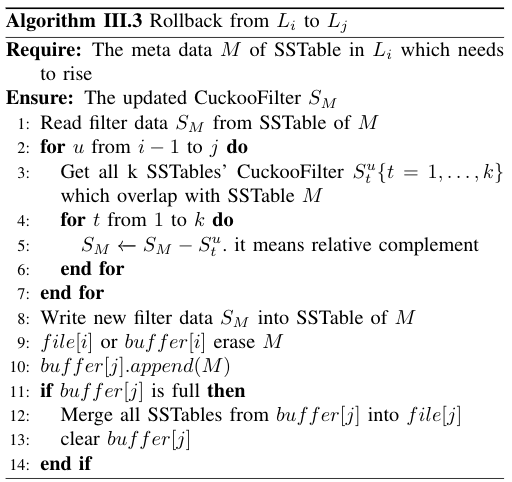 Algorithm III.3 Rollback from $L_i$ to $L_j$
Require: The meta data $M$ of SSTable in $L_i$ which needs
to rise
Ensure: The updated CuckooFilter $S_M$
1: Read filter data $S_M$ from SSTable of $M$
2: for $u$ from $i-1$ to $j$ do
3: Get all k SSTables' CuckooFilter $S_t^u\{t = 1, \ldots, k\}$
which overlap with SSTable $M$
4: for $t$ from 1 to $k$ do
5: $S_M \leftarrow S_M - S_t^u$. it means relative complement
6: end for
7: end for
8: Write new filter data $S_M$ into SSTable of $M$
9: $file[i]$ or $buffer[i]$ erase $M$
10: $buffer[j].append(M)$
11: if $buffer[j]$ is full then
12: Merge all SSTables from $buffer[j]$ into $file[j]$
13: clear $buffer[j]$
14: end if